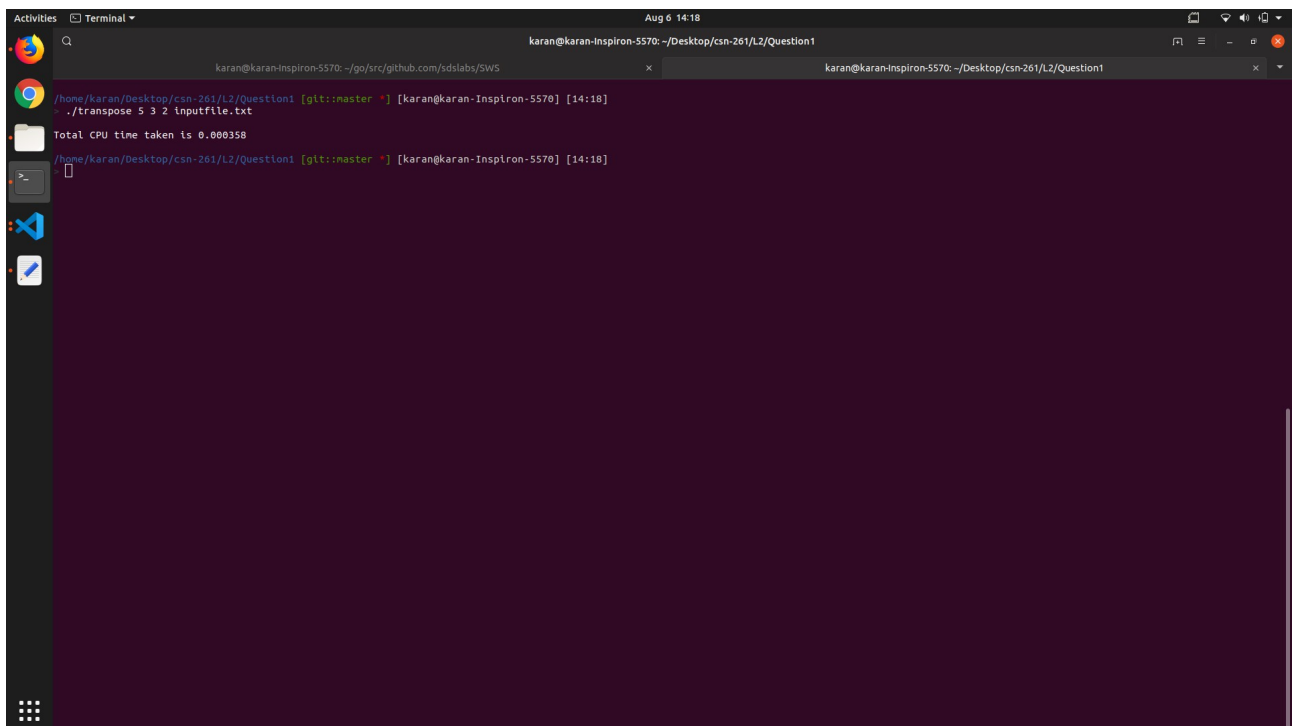 Activities Terminal Aug 6 14:18
karan@karan-Inspiron-5570: ~/Desktop/csn-261/L2/Question1
karan@karan-Inspiron-5570: ~/go/src/github.com/sdslabs/SWS karan@karan-Inspiron-5570: ~/Desktop/csn-261/L2/Question1
/home/karan/Desktop/csn-261/L2/Question1 [git::master *] [karan@karan-Inspiron-5570] [14:18]
> ./transpose 5 3 2 inputfile.txt
Total CPU time taken is 0.000358
/home/karan/Desktop/csn-261/L2/Question1 [git::master *] [karan@karan-Inspiron-5570] [14:18]
>